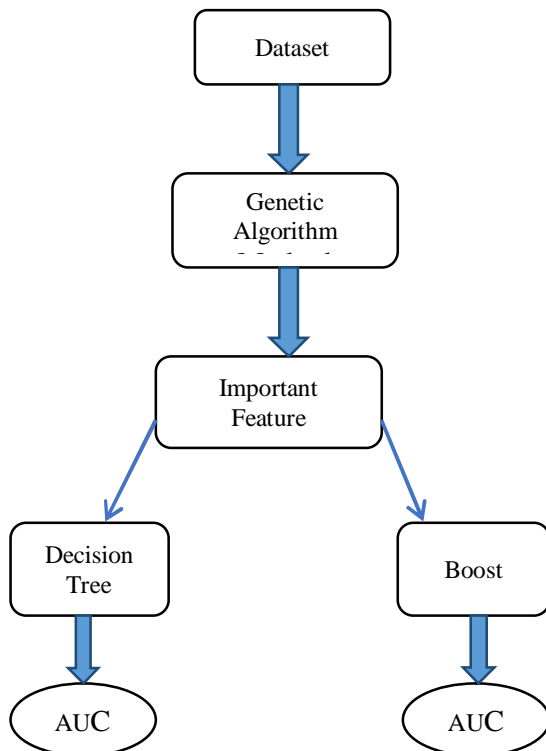 Dataset
Genetic
Algorithm
Important
Feature
Decision
Tree
Boost
AUC
AUC